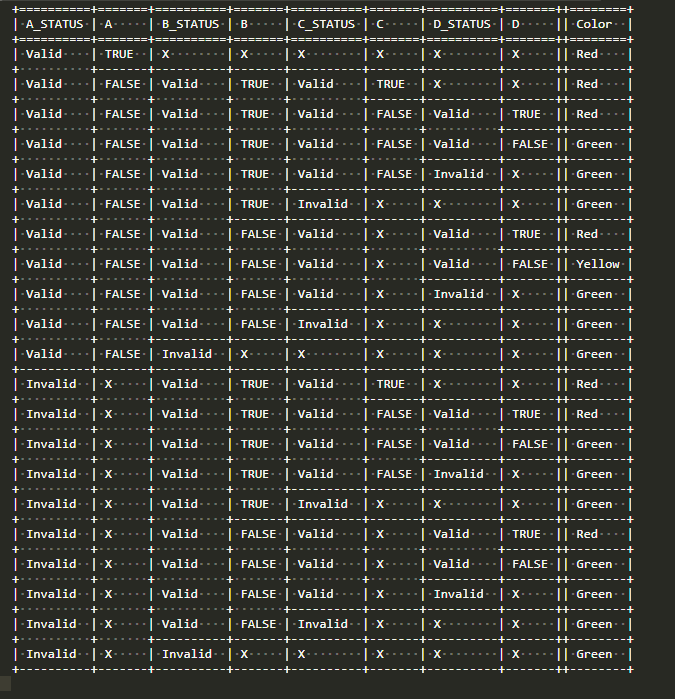 +==========+=======+==========+=======+==========+=======+==========+=======++========+
| A_STATUS | A     | B_STATUS | B     | C_STATUS | C     | D_STATUS | D     || Color  |
+==========+=======+==========+=======+==========+=======+==========+=======++========+
| Valid    | TRUE  | X        | X     | X        | X     | X        | X     || Red    |
| Valid    | FALSE | Valid    | TRUE  | Valid    | TRUE  | X        | X     || Red    |
| Valid    | FALSE | Valid    | TRUE  | Valid    | FALSE | Valid    | TRUE  || Red    |
| Valid    | FALSE | Valid    | TRUE  | Valid    | FALSE | Valid    | FALSE || Green  |
| Valid    | FALSE | Valid    | TRUE  | Valid    | FALSE | Invalid  | X     || Green  |
| Valid    | FALSE | Valid    | TRUE  | Invalid  | X     | X        | X     || Green  |
| Valid    | FALSE | Valid    | FALSE | Valid    | X     | Valid    | TRUE  || Red    |
| Valid    | FALSE | Valid    | FALSE | Valid    | X     | Valid    | FALSE || Yellow |
| Valid    | FALSE | Valid    | FALSE | Valid    | X     | Invalid  | X     || Green  |
| Valid    | FALSE | Valid    | FALSE | Invalid  | X     | X        | X     || Green  |
| Valid    | FALSE | Invalid  | X     | X        | X     | X        | X     || Green  |
| Invalid  | X     | Valid    | TRUE  | Valid    | TRUE  | X        | X     || Red    |
| Invalid  | X     | Valid    | TRUE  | Valid    | FALSE | Valid    | TRUE  || Red    |
| Invalid  | X     | Valid    | TRUE  | Valid    | FALSE | Valid    | FALSE || Green  |
| Invalid  | X     | Valid    | TRUE  | Valid    | FALSE | Invalid  | X     || Green  |
| Invalid  | X     | Valid    | TRUE  | Invalid  | X     | X        | X     || Green  |
| Invalid  | X     | Valid    | FALSE | Valid    | X     | Valid    | TRUE  || Red    |
| Invalid  | X     | Valid    | FALSE | Valid    | X     | Valid    | FALSE || Green  |
| Invalid  | X     | Valid    | FALSE | Valid    | X     | Invalid  | X     || Green  |
| Invalid  | X     | Valid    | FALSE | Invalid  | X     | X        | X     || Green  |
| Invalid  | X     | Invalid  | X     | X        | X     | X        | X     || Green  |